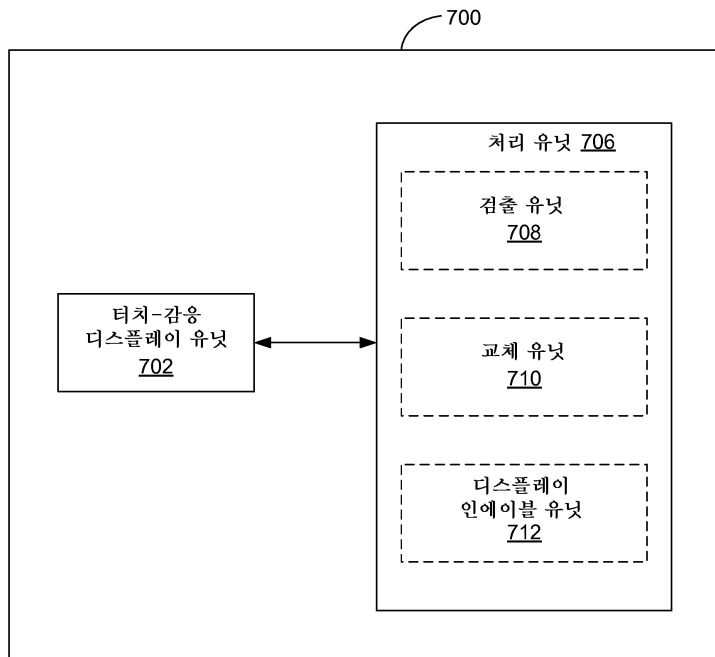 700
처리 유닛 706
검출 유닛
708
터치-감응
디스플레이 유닛
702
교체 유닛
710
디스플레이
인에이블 유닛
712